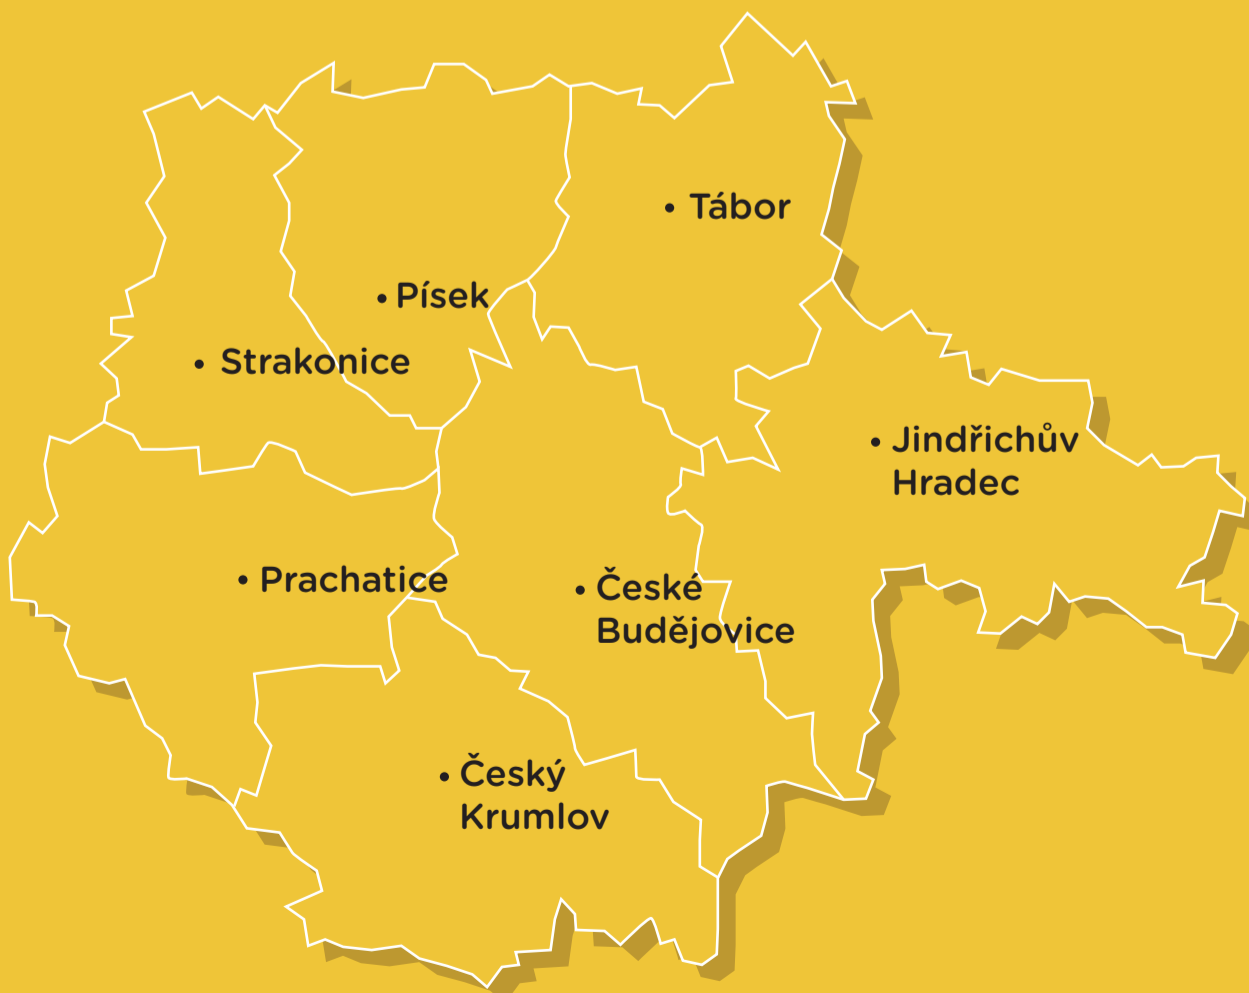 Tábor
Písek
Strakonice
Jindřichův
Hradec
Prachatice
České
Budějovice
Český
Krumlov